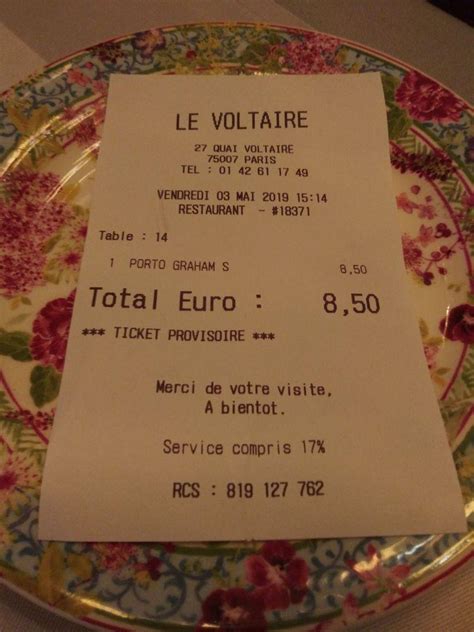 LE VOLTAIRE
27 QUAI VOLTAIRE
75007 PARIS
TEL : 01 42 61 17 49
VENDREDI 03 MAI 2019 15:14
RESTAURANT - #18371
Table : 14
1 PORTO GRAHAM S 8,50
Total Euro : 8,50
*** TICKET PROVISOIRE ***
Merci de votre visite,
A bientot.
Service compris 17%
RCS : 819 127 762